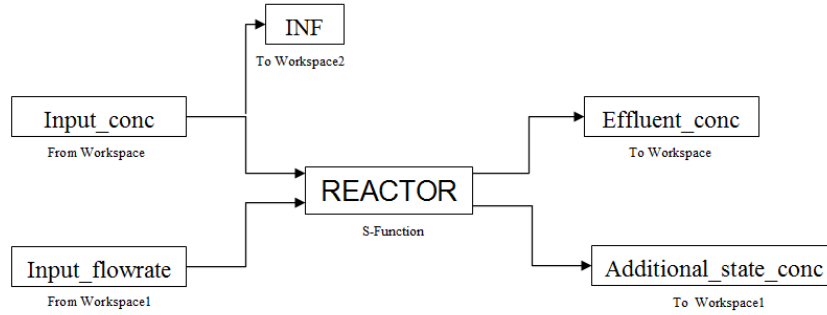 INF
To Workspace2
Input_conc
From Workspace
Effluent_conc
To Workspace
REACTOR
S-Function
Input_flowrate
From Workspace1
Additional_state_conc
To Workspace1